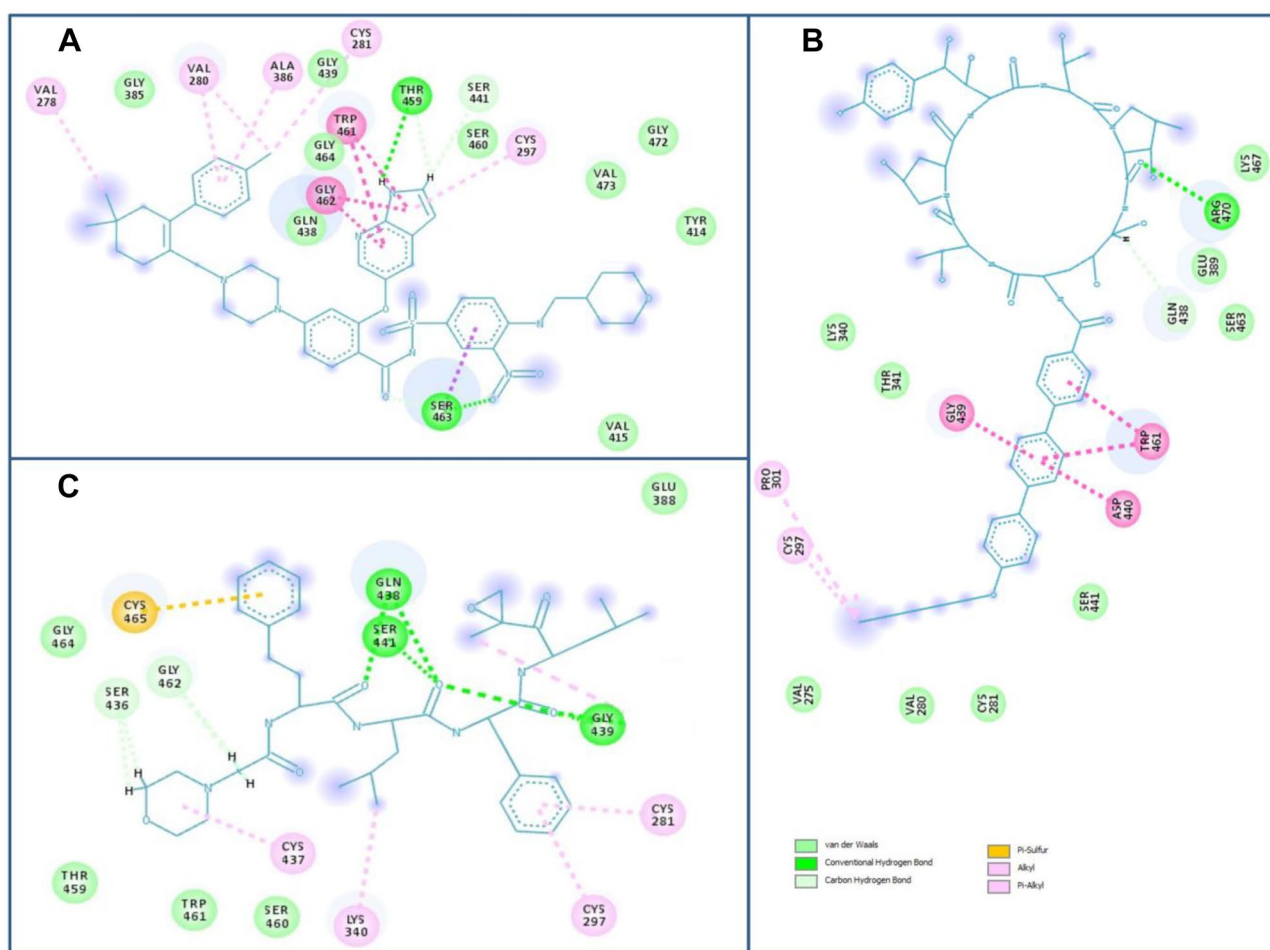 A
VAL
278
GLY
385
VAL
280
ALA
386
GLY
439
CYS
281
THR
459
SER
441
TRP
461
GLY
464
SER
460
CYS
297
GLY
472
VAL
473
TYR
414
GLY
462
GLN
438
H
H
N
N
N
N
O
O
S
O
N
N
O
N
O
O
O
SER
463
VAL
415
B
LYS
467
ARG
470
GLU
389
GLN
438
SER
463
H
LYS
340
THR
341
GLY
439
TRP
461
ASP
440
PRO
301
CYS
297
SER
441
VAL
275
VAL
280
CYS
281
C
GLU
388
GLN
438
SER
441
CYS
465
GLY
464
GLY
462
SER
436
H
H
H
H
O
O
O
O
N
N
N
N
N
O
O
O
GLY
439
CYS
281
CYS
437
THR
459
TRP
461
SER
460
LYS
340
CYS
297
van der Waals
Conventional Hydrogen Bond
Carbon Hydrogen Bond
Pi-Sulfur
Alkyl
Pi-Alkyl